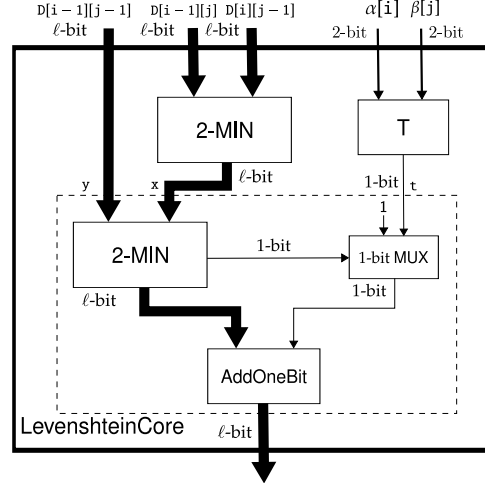 D[i − 1][j − 1] D[i − 1][j] D[i][j − 1] α[i] β[j]
ℓ-bit ℓ-bit ℓ-bit 2-bit 2-bit
2-MIN T
ℓ-bit
y x 1-bit t
1
2-MIN 1-bit 1-bit MUX
ℓ-bit 1-bit
AddOneBit
LevenshteinCore
ℓ-bit